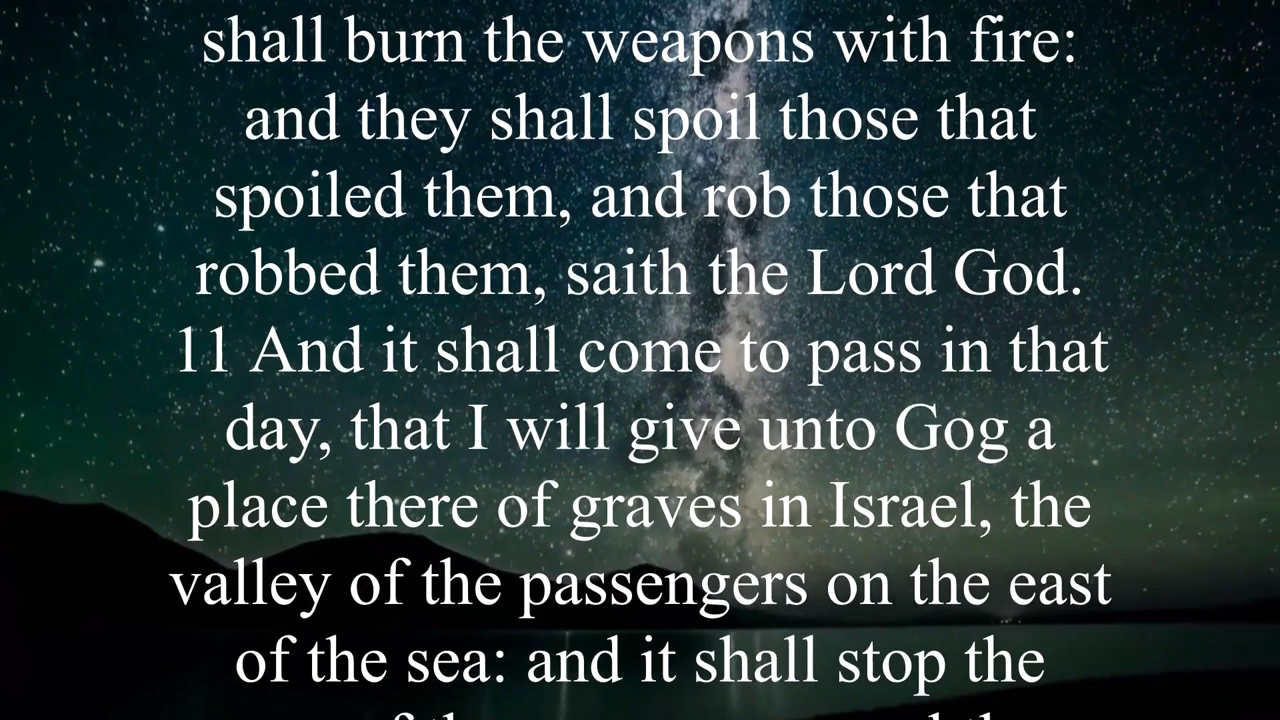 shall burn the weapons with fire:
and they shall spoil those that
spoiled them, and rob those that
robbed them, saith the Lord God.
11 And it shall come to pass in that
day, that I will give unto Gog a
place there of graves in Israel, the
valley of the passengers on the east
of the sea: and it shall stop the